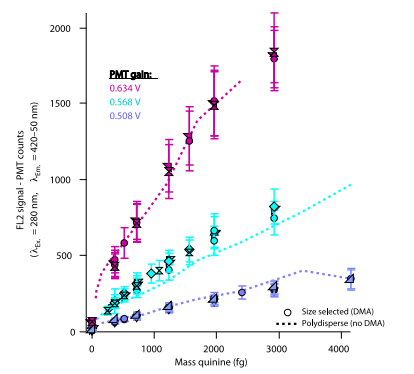 PMT gain:
0.634 V
0.568 V
0.508 V
2000
1500
1000
500
0
FL2 signal - PMT counts
(λEx. = 280 nm, λEm. = 420–50 nm)
0 1000 2000 3000 4000
Mass quinine (fg)
Size selected (DMA)
Polydisperse (no DMA)